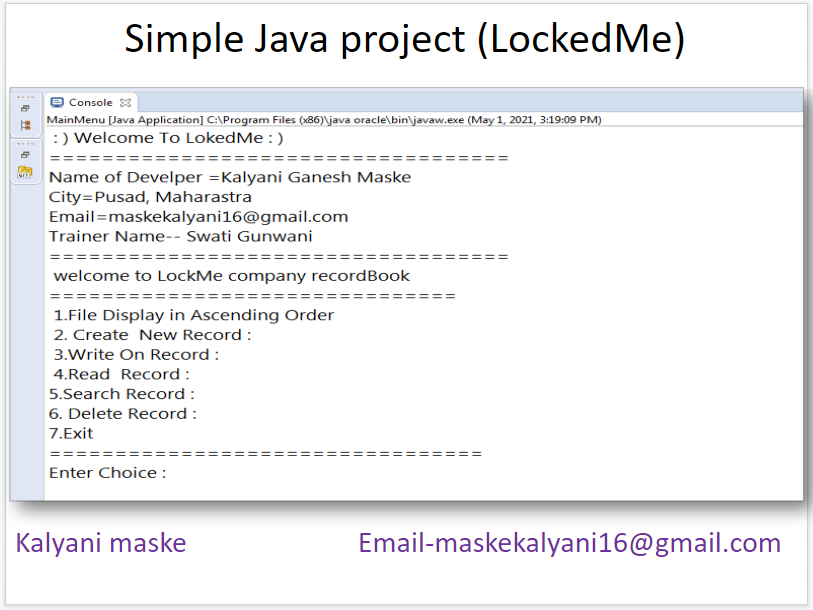 Simple Java project (LockedMe)
Console
MainMenu [Java Application] C:\Program Files (x86)\java oracle\bin\javaw.exe (May 1, 2021, 3:19:09 PM)
: ) Welcome To LokedMe : )
===================================
Name of Develper =Kalyani Ganesh Maske
City=Pusad, Maharastra
Email=maskekalyani16@gmail.com
Trainer Name-- Swati Gunwani
===================================
welcome to LockMe company recordBook
===============================
1.File Display in Ascending Order
2. Create  New Record :
3.Write On Record :
4.Read  Record :
5.Search Record :
6. Delete Record :
7.Exit
=================================
Enter Choice :
GIT
Kalyani maske
Email-maskekalyani16@gmail.com